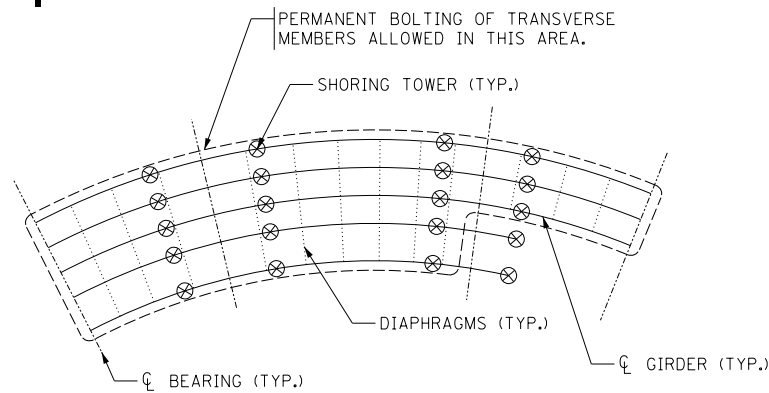 PERMANENT BOLTING OF TRANSVERSE
MEMBERS ALLOWED IN THIS AREA.
SHORING TOWER (TYP.)
DIAPHRAGMS (TYP.)
℄ GIRDER (TYP.)
℄ BEARING (TYP.)